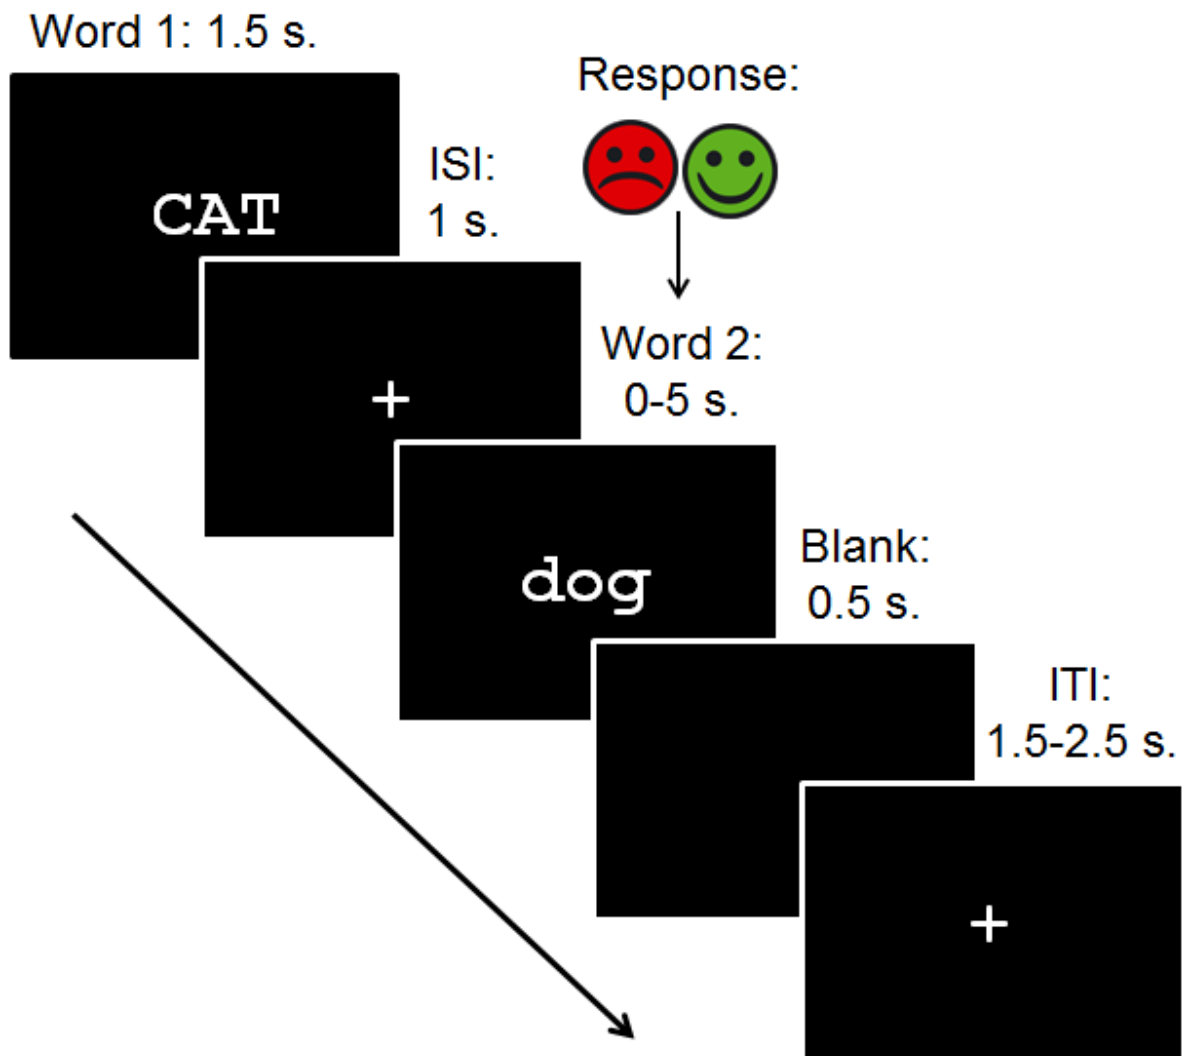 Word 1: 1.5 s.
CAT
ISI:
1 s.
+
Response:
Word 2:
0-5 s.
dog
Blank:
0.5 s.
ITI:
1.5-2.5 s.
+